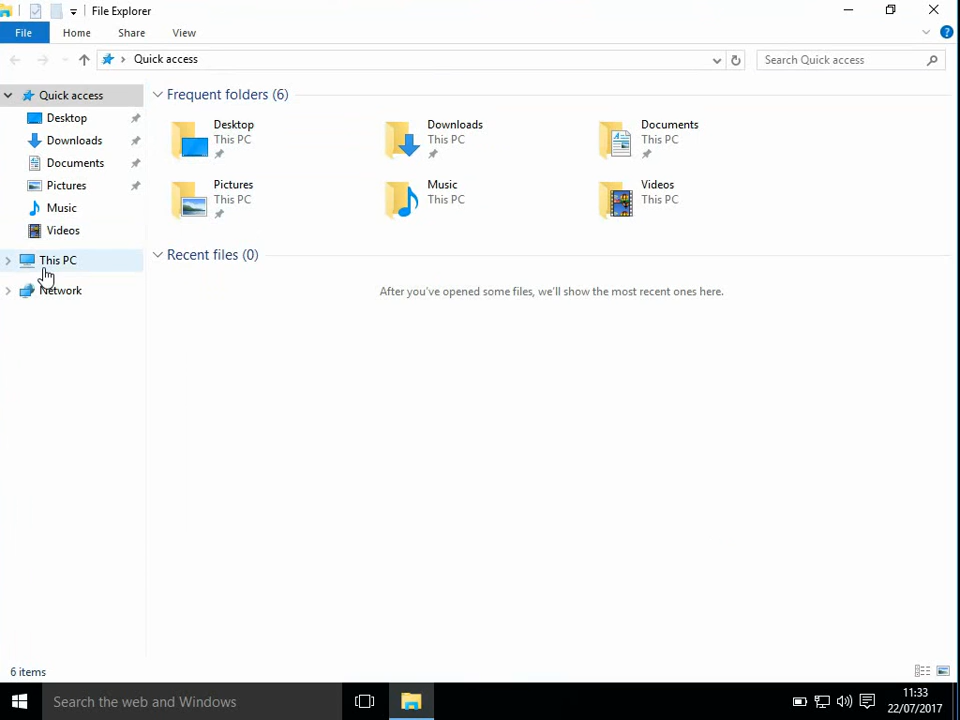 File Explorer
File
Home
Share
View
Quick access
Search Quick access
Quick access
Desktop
Downloads
Documents
Pictures
Music
Videos
This PC
Network
Frequent folders (6)
Desktop
This PC
Downloads
This PC
Documents
This PC
Pictures
This PC
Music
This PC
Videos
This PC
Recent files (0)
After you've opened some files, we'll show the most recent ones here.
6 items
Search the web and Windows
11:33
22/07/2017